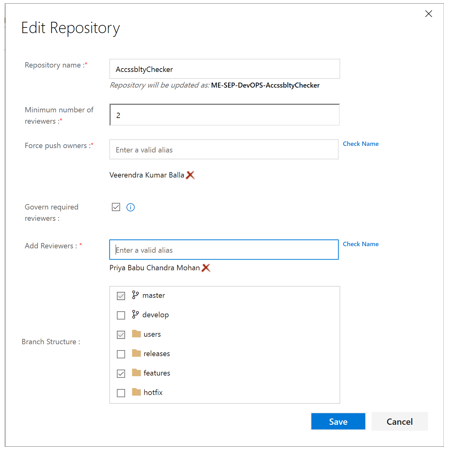 Edit Repository
Repository name :*
AccssbltyChecker
Repository will be updated as: ME-SEP-DevOPS-AccssbltyChecker
Minimum number of
reviewers :*
2
Force push owners :*
Enter a valid alias
Check Name
Veerendra Kumar Balla
Govern required
reviewers :
Add Reviewers : *
Enter a valid alias
Check Name
Priya Babu Chandra Mohan
Branch Structure :
master
develop
users
releases
features
hotfix
Save
Cancel